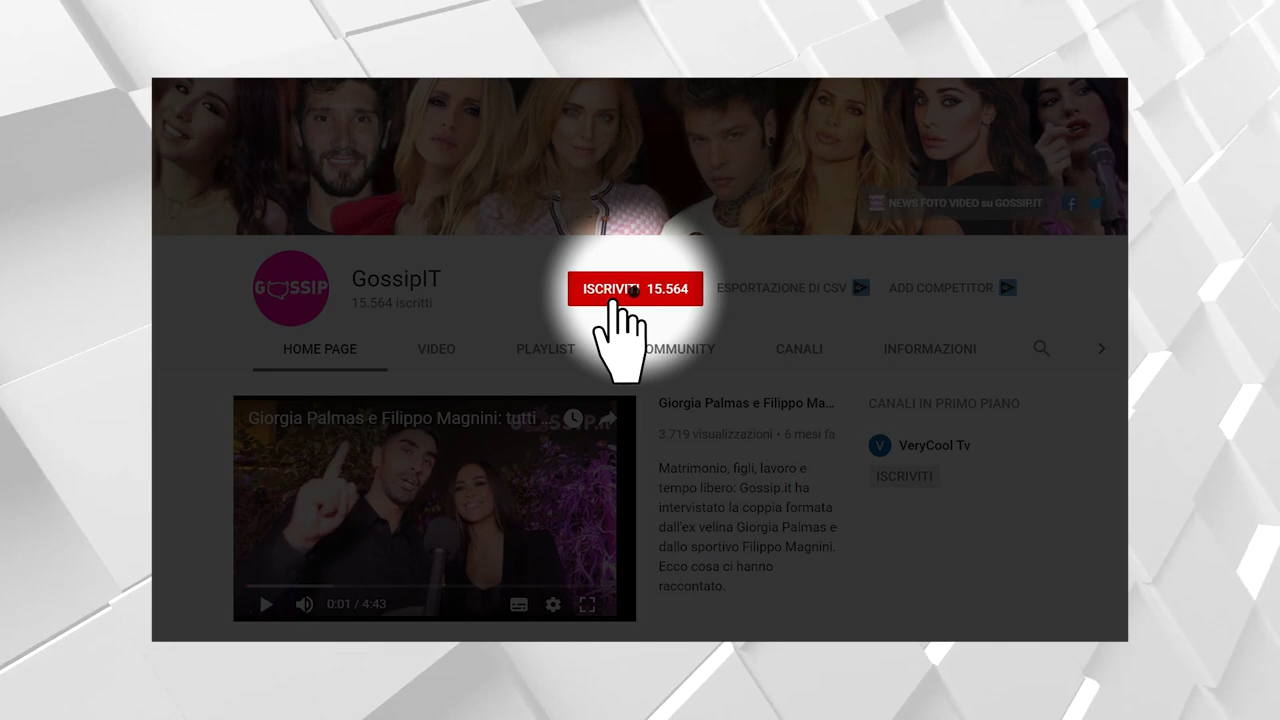 NEWS FOTO VIDEO su GOSSIP.IT
GOSSIP
GossipIT
15.564 iscritti
ISCRIVITI 15.564
ESPORTAZIONE DI CSV
ADD COMPETITOR
HOME PAGE
VIDEO
PLAYLIST
COMMUNITY
CANALI
INFORMAZIONI
Giorgia Palmas e Filippo Magnini: tutti ...
0:01 / 4:43
Giorgia Palmas e Filippo Ma...
3.719 visualizzazioni • 6 mesi fa
Matrimonio, figli, lavoro e
tempo libero: Gossip.it ha
intervistato la coppia formata
dall'ex velina Giorgia Palmas e
dallo sportivo Filippo Magnini.
Ecco cosa ci hanno
raccontato.
CANALI IN PRIMO PIANO
V VeryCool Tv
ISCRIVITI